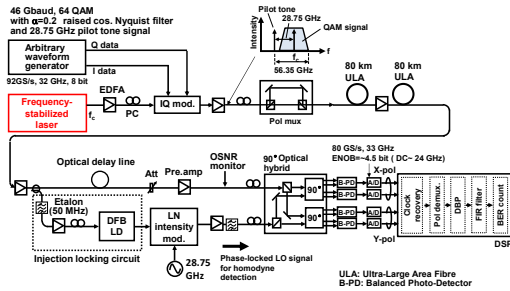 46 Gbaud, 64 QAM
with α=0.2 raised cos. Nyquist filter
and 28.75 GHz pilot tone signal
Pilot tone
28.75 GHz
QAM signal
Intensity
f
f_c
56.35 GHz
Arbitrary
waveform
generator
Q data
I data
92GS/s, 32 GHz, 8 bit
EDFA
Frequency-
stabilized
laser
f_c
PC
IQ mod.
Pol mux
80 km
ULA
80 km
ULA
Optical delay line
Att
Pre.amp
OSNR
monitor
90° Optical
hybrid
80 GS/s, 33 GHz
ENOB=~4.5 bit ( DC~ 24 GHz)
X-pol
90°
90°
B-PD
A/D
B-PD
A/D
B-PD
A/D
B-PD
A/D
Y-pol
Clock
recovery
Pol demux.
DBP
FIR filter
BER count
DSP
Etalon
(50 MHz)
DFB
LD
LN
intensity
mod.
Injection locking circuit
28.75
GHz
Phase-locked LO signal
for homodyne
detection
ULA: Ultra-Large Area Fibre
B-PD: Balanced Photo-Detector